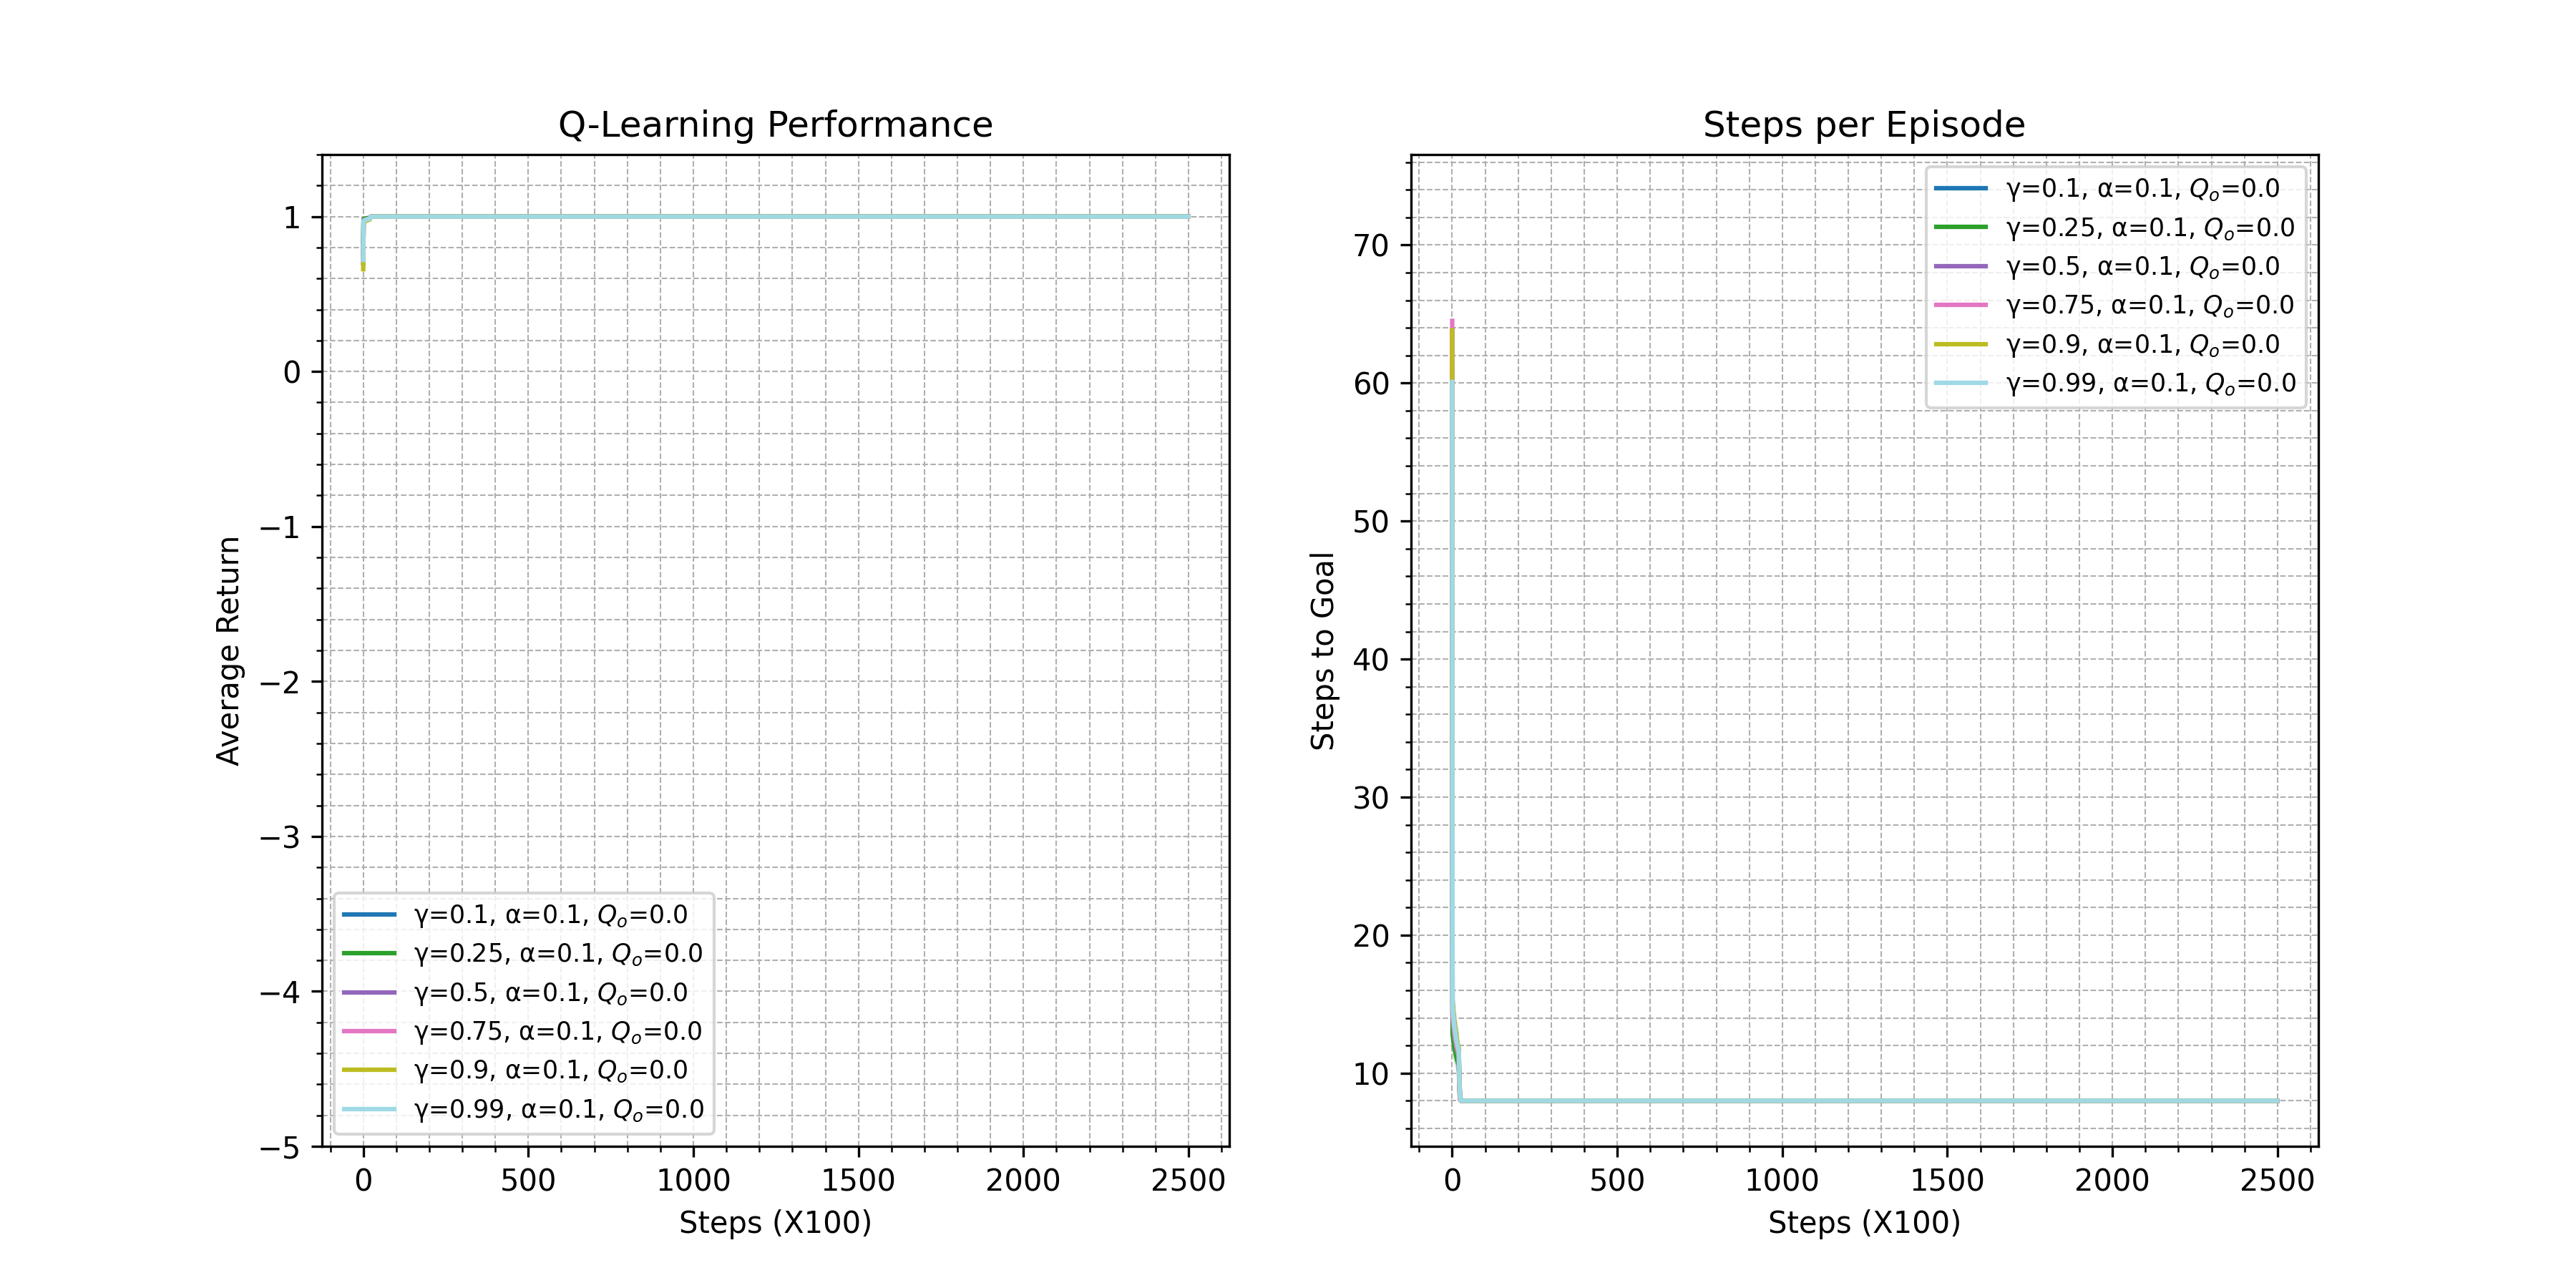 Q-Learning Performance
Average Return
1
0
−1
−2
−3
−4
−5
γ=0.1, α=0.1, Qₒ=0.0
γ=0.25, α=0.1, Qₒ=0.0
γ=0.5, α=0.1, Qₒ=0.0
γ=0.75, α=0.1, Qₒ=0.0
γ=0.9, α=0.1, Qₒ=0.0
γ=0.99, α=0.1, Qₒ=0.0
0 500 1000 1500 2000 2500
Steps (X100)
Steps per Episode
Steps to Goal
70
60
50
40
30
20
10
γ=0.1, α=0.1, Qₒ=0.0
γ=0.25, α=0.1, Qₒ=0.0
γ=0.5, α=0.1, Qₒ=0.0
γ=0.75, α=0.1, Qₒ=0.0
γ=0.9, α=0.1, Qₒ=0.0
γ=0.99, α=0.1, Qₒ=0.0
0 500 1000 1500 2000 2500
Steps (X100)